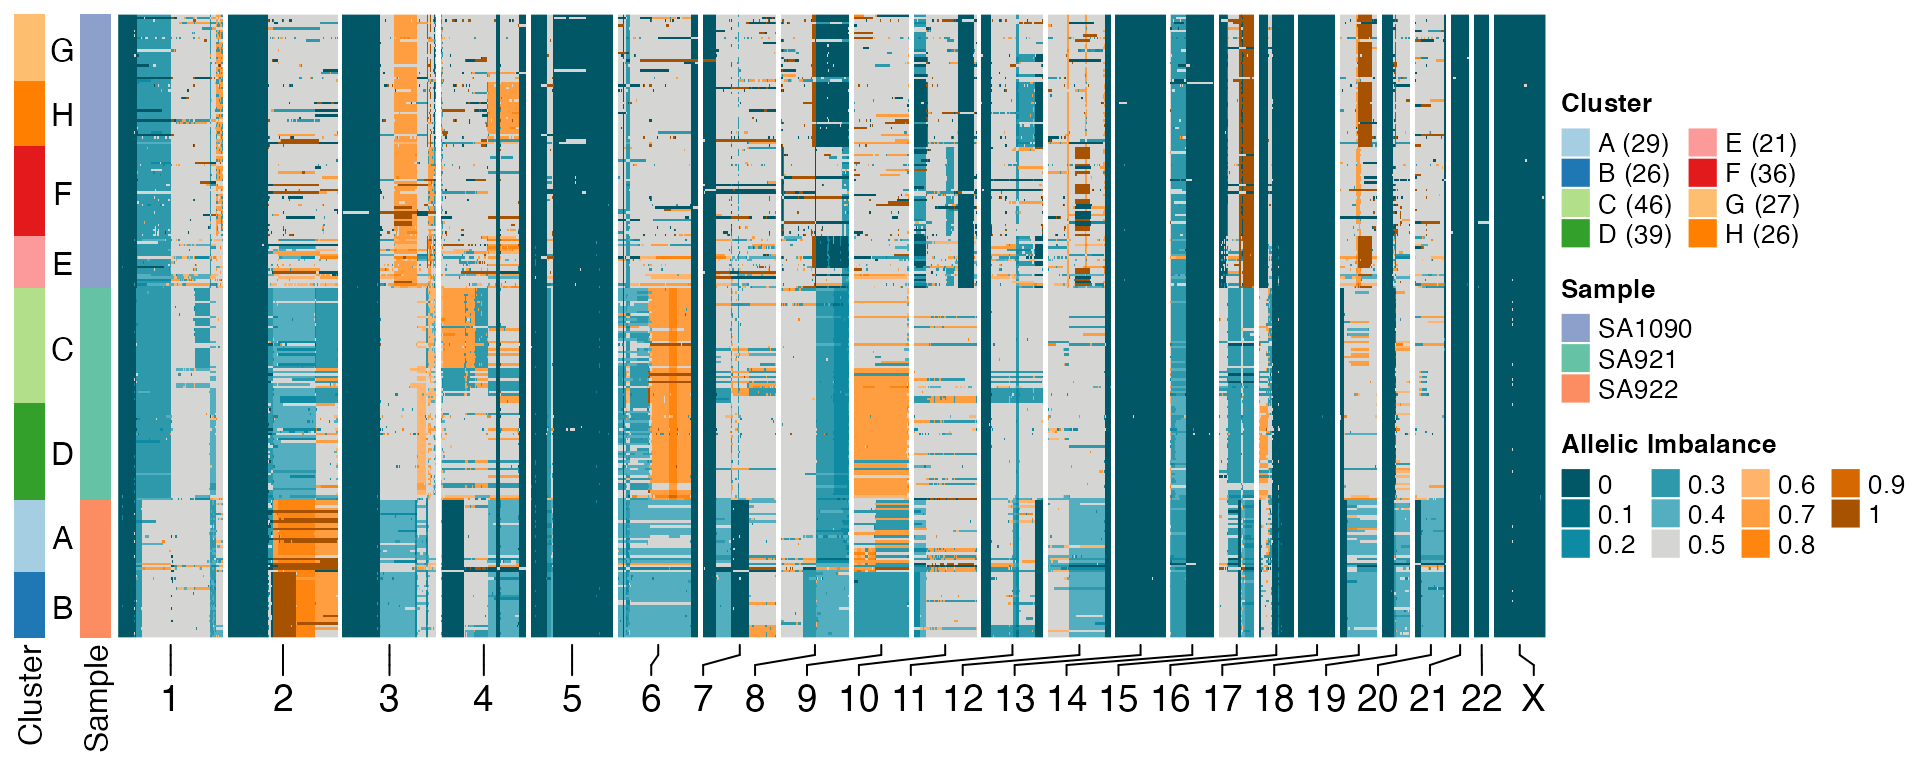 G
H
F
E
C
D
A
B
Cluster
Sample
1 2 3 4 5 6 7 8 9 10 11 12 13 14 15 16 17 18 19 20 21 22 X
Cluster
A (29) E (21)
B (26) F (36)
C (46) G (27)
D (39) H (26)
Sample
SA1090
SA921
SA922
Allelic Imbalance
0 0.3 0.6 0.9
0.1 0.4 0.7 1
0.2 0.5 0.8